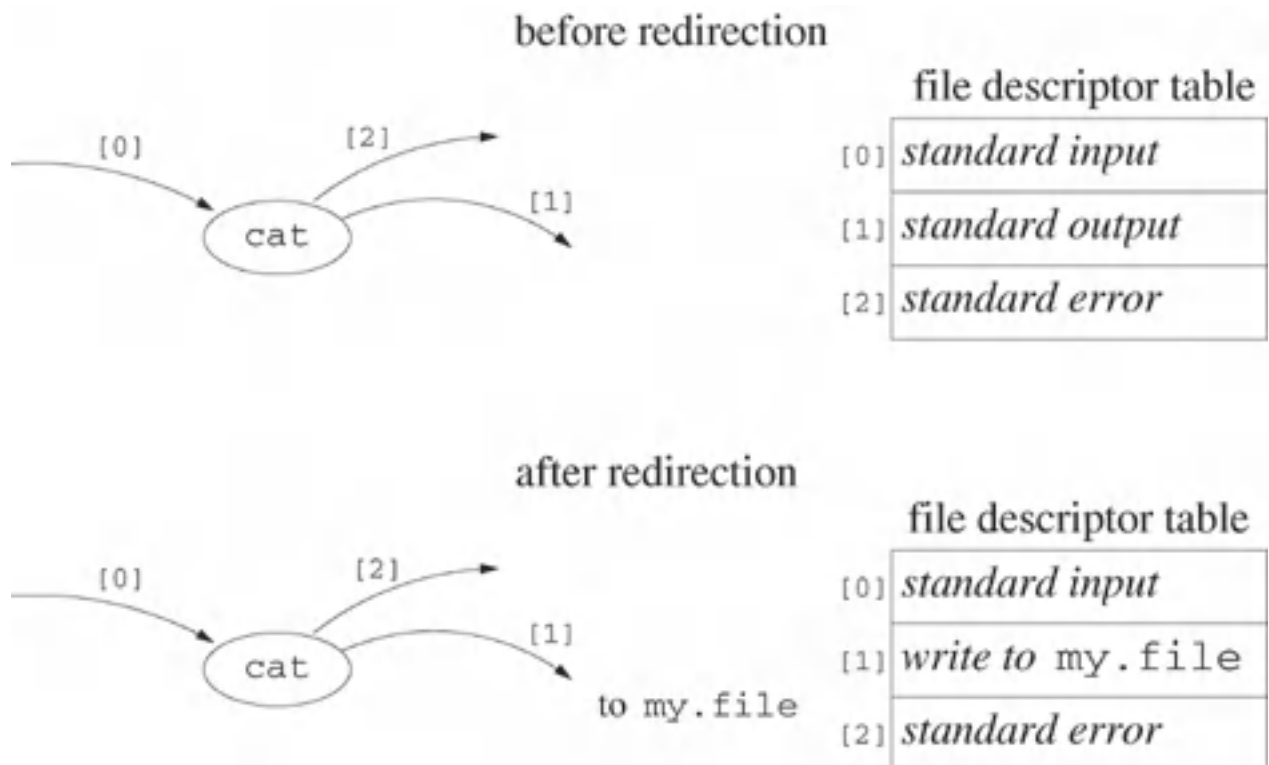 before redirection
file descriptor table
[0] [2] [0] standard input
cat [1] [1] standard output
[2] standard error
after redirection
file descriptor table
[0] [2] [0] standard input
cat [1] [1] write to my.file
to my.file [2] standard error